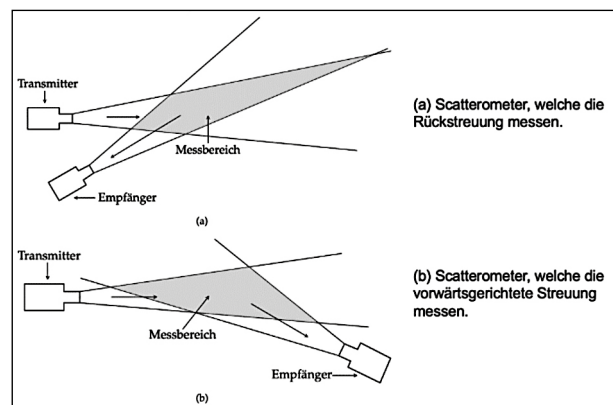 Transmitter
(a) Scatterometer, welche die
Rückstreuung messen.
Messbereich
Empfänger
(a)
Transmitter
(b) Scatterometer, welche die
vorwärtsgerichtete Streuung
messen.
Messbereich
Empfänger
(b)